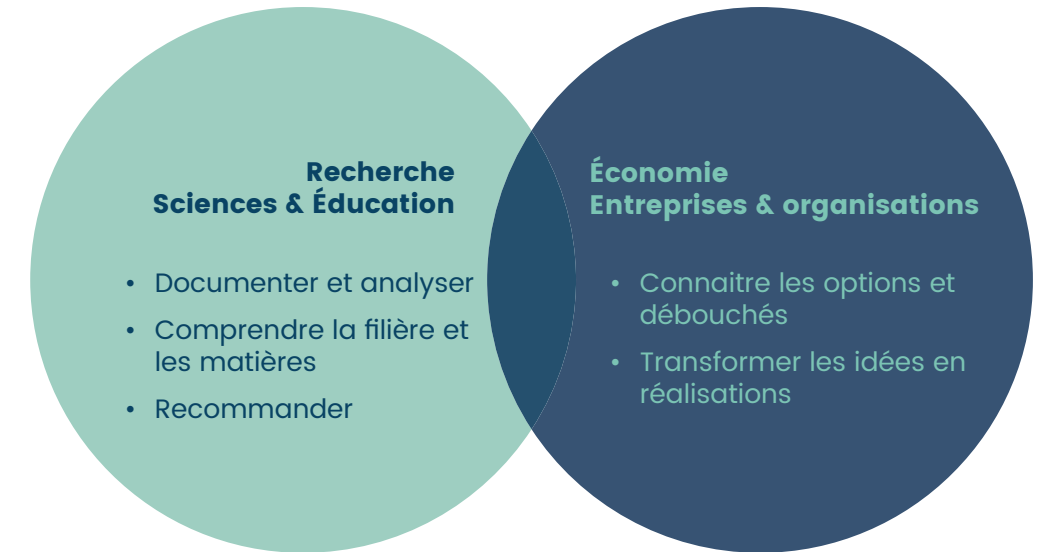 Recherche
Sciences & Éducation
• Documenter et analyser
• Comprendre la filière et
les matières
• Recommander
Économie
Entreprises & organisations
• Connaitre les options et
débouchés
• Transformer les idées en
réalisations